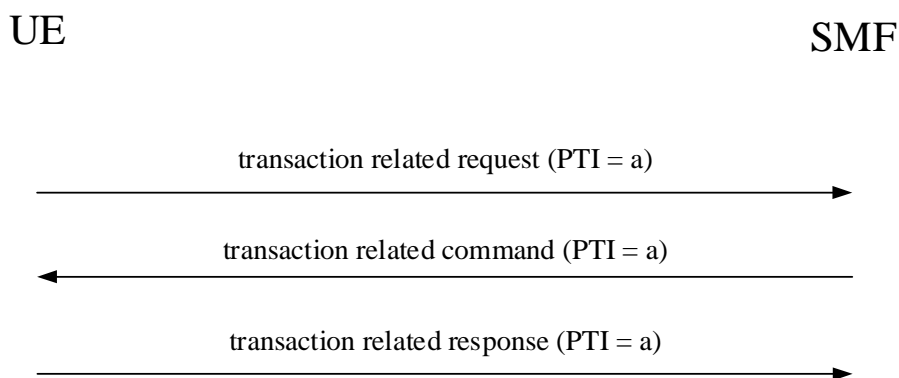 UE
SMF
transaction related request (PTI = a)
transaction related command (PTI = a)
transaction related response (PTI = a)